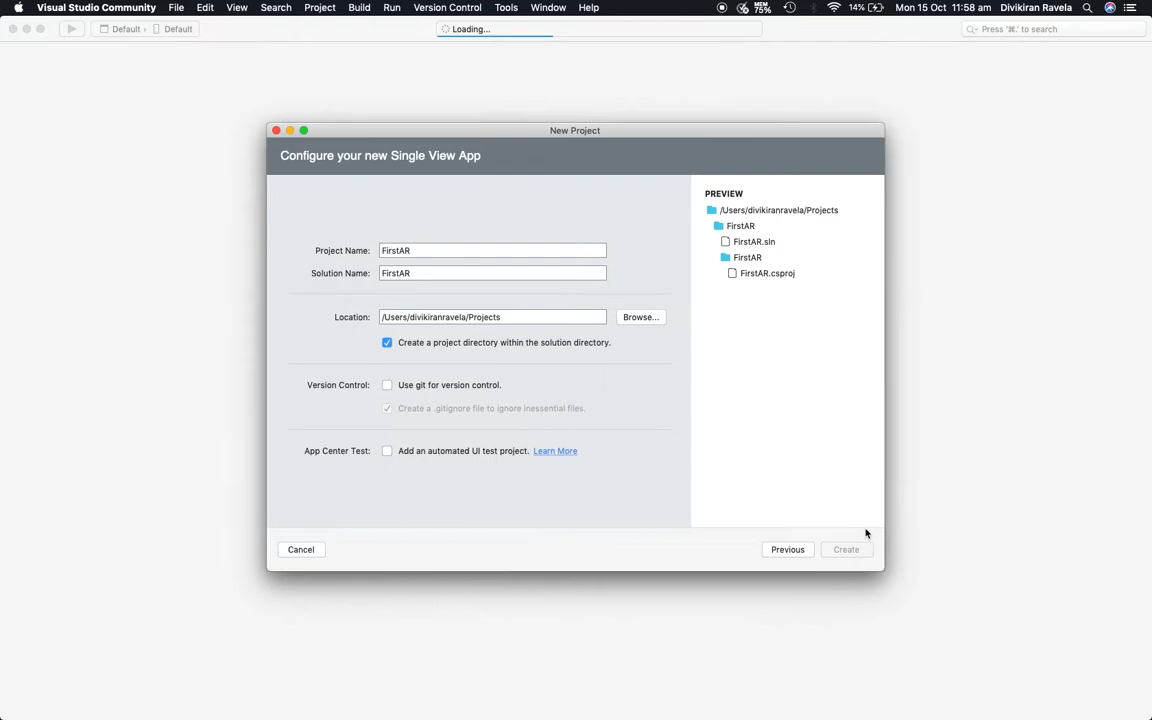 Visual Studio Community File Edit View Search Project Build Run Version Control Tools Window Help MEM 75% 14% Mon 15 Oct 11:58 am Divikiran Ravela
Default › Default Loading... Press '⌘.' to search
New Project
Configure your new Single View App
PREVIEW
/Users/divikiranravela/Projects
FirstAR
FirstAR.sln
FirstAR
FirstAR.csproj
Project Name: FirstAR
Solution Name: FirstAR
Location: /Users/divikiranravela/Projects Browse...
Create a project directory within the solution directory.
Version Control: Use git for version control.
Create a .gitignore file to ignore inessential files.
App Center Test: Add an automated UI test project. Learn More
Cancel Previous Create